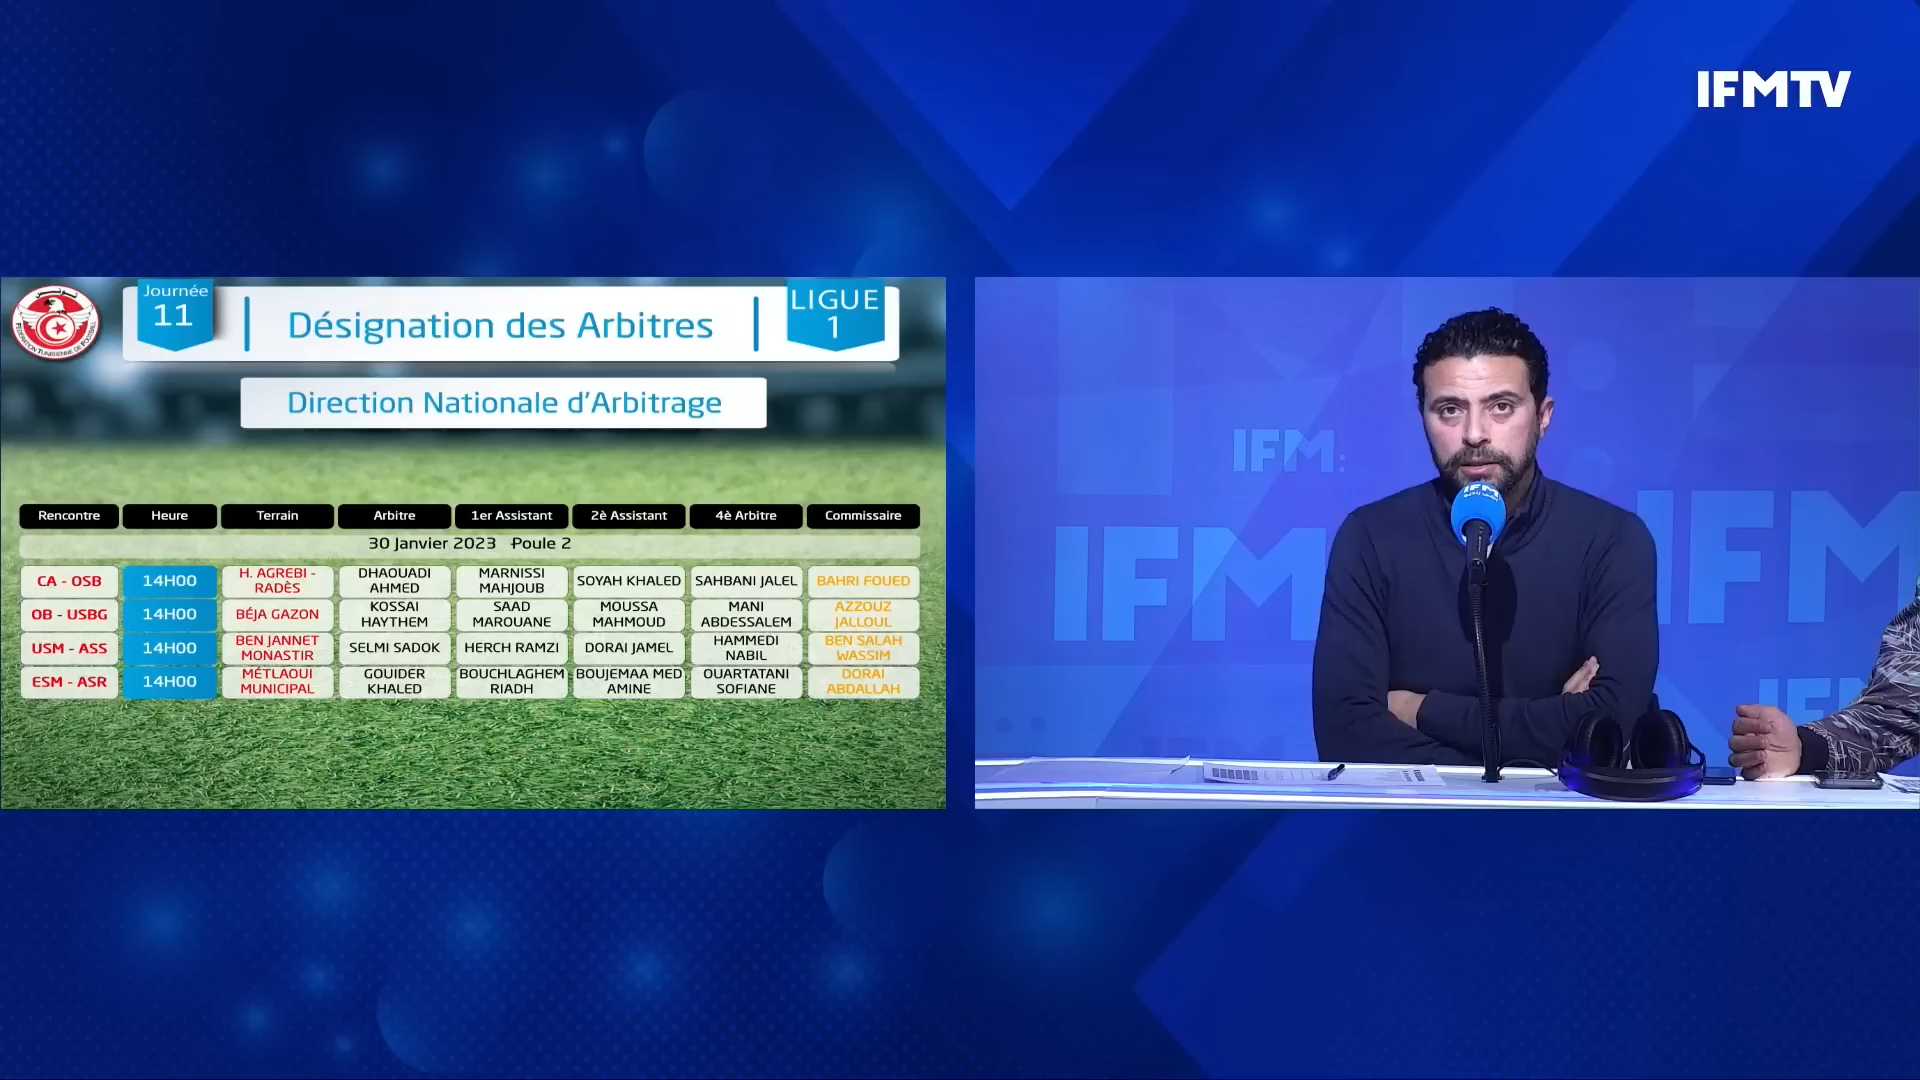 IFMTV
Journée
11
Désignation des Arbitres
LIGUE
1
Direction Nationale d'Arbitrage
Rencontre Heure Terrain Arbitre 1er Assistant 2è Assistant 4è Arbitre Commissaire
30 Janvier 2023 Poule 2
CA - OSB 14H00 H. AGREBI - RADÈS DHAOUADI AHMED MARNISSI MAHJOUB SOYAH KHALED SAHBANI JALEL BAHRI FOUED
OB - USBG 14H00 BÉJA GAZON KOSSAI HAYTHEM SAAD MAROUANE MOUSSA MAHMOUD MANI ABDESSALEM AZZOUZ JALLOUL
USM - ASS 14H00 BEN JANNET MONASTIR SELMI SADOK HERCH RAMZI DORAI JAMEL HAMMEDI NABIL BEN SALAH WASSIM
ESM - ASR 14H00 MÉTLAOUI MUNICIPAL GOUIDER KHALED BOUCHLAGHEM RIADH BOUJEMAA MED AMINE OUARTATANI SOFIANE DORAI ABDALLAH
IFM:
IFM
IFM
IFM
IFM